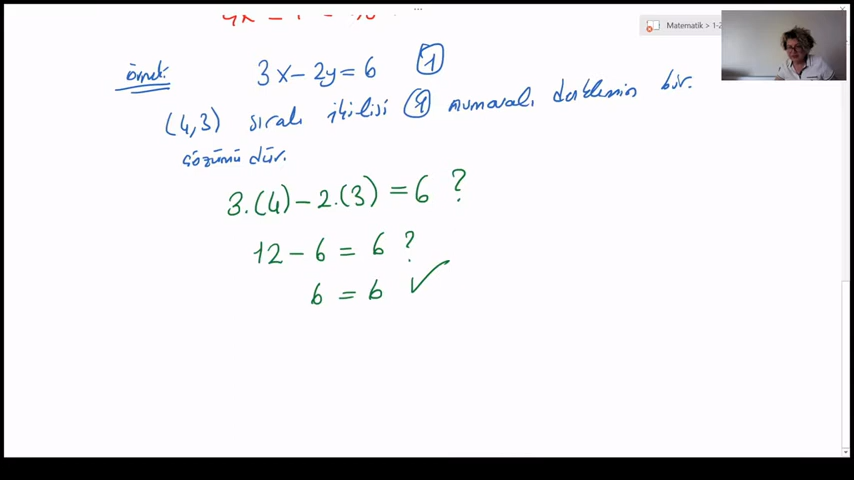 Matematik > 1-2
örnek 3x - 2y = 6 1
(4,3) sıralı ikilisi 1 numaralı denklemin bir
çözümüdür.
3.(4) - 2.(3) = 6 ?
12 - 6 = 6 ?
6 = 6 ✓